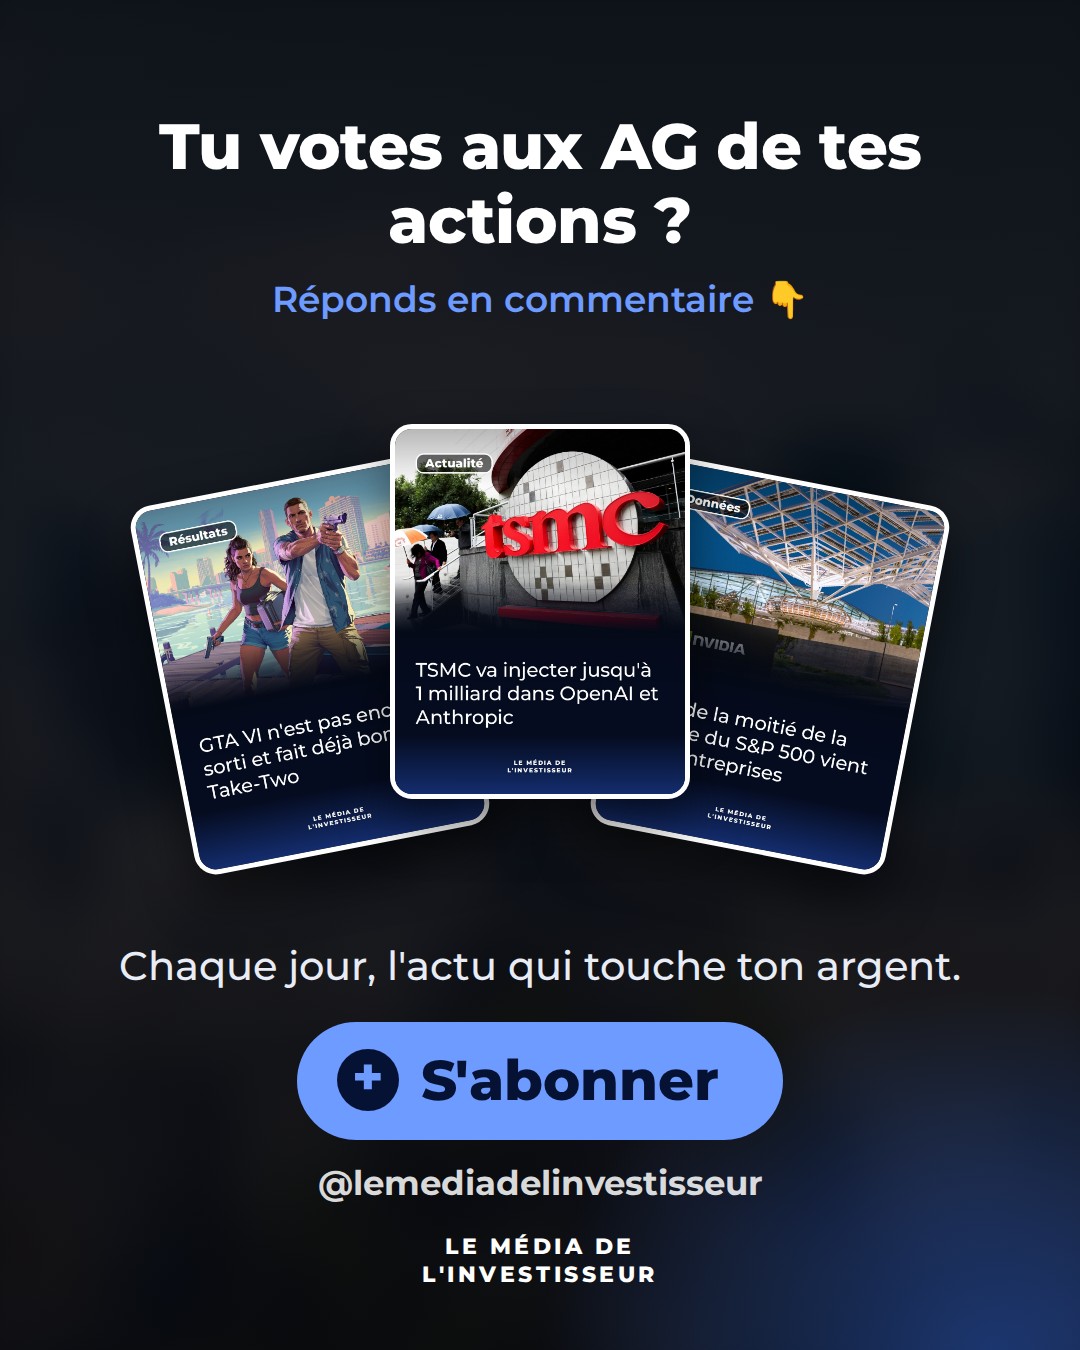 Tu votes aux AG de tes
actions ?
Réponds en commentaire 👇
Résultats
GTA VI n'est pas
sorti et fait déjà
Take-Two
LE MÉDIA DE
L'INVESTISSEUR
Actualité
tsmc
TSMC va injecter jusqu'à
1 milliard dans OpenAI et
Anthropic
LE MÉDIA DE
L'INVESTISSEUR
Données
NVIDIA
de la moitié de la
du S&P 500 vient
LE MÉDIA DE
L'INVESTISSEUR
Chaque jour, l'actu qui touche ton argent.
+ S'abonner
@lemediadelinvestisseur
LE MÉDIA DE
L'INVESTISSEUR